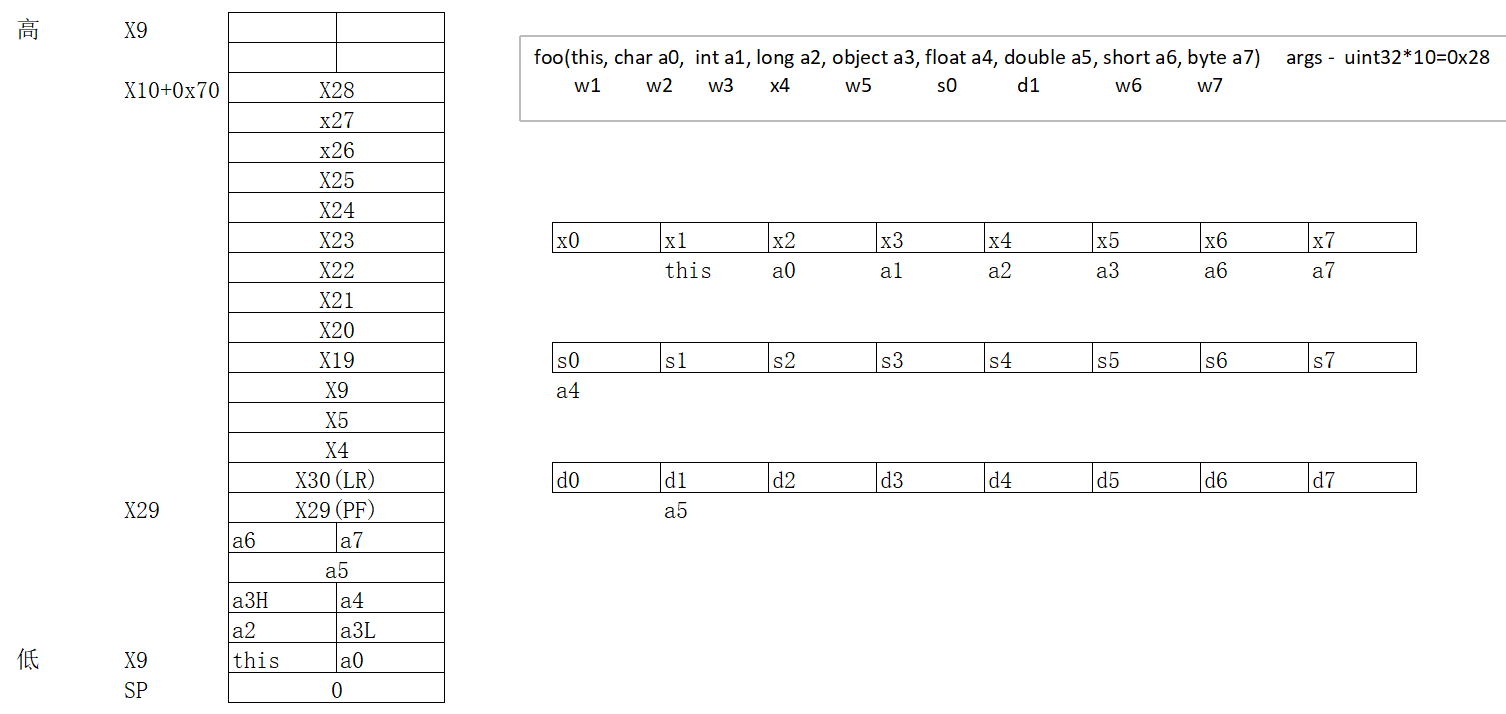 高 X9
foo(this, char a0, int a1, long a2, object a3, float a4, double a5, short a6, byte a7) args - uint32*10=0x28
w1 w2 w3 x4 w5 s0 d1 w6 w7
X10+0x70 X28
x27
x26
X25
X24
X23
x0 x1 x2 x3 x4 x5 x6 x7
X22
this a0 a1 a2 a3 a6 a7
X21
X20
X19
s0 s1 s2 s3 s4 s5 s6 s7
X9
a4
X5
X4
X30(LR)
d0 d1 d2 d3 d4 d5 d6 d7
X29 X29(PF)
a5
a6 a7
a5
a3H a4
a2 a3L
低 X9 this a0
SP 0